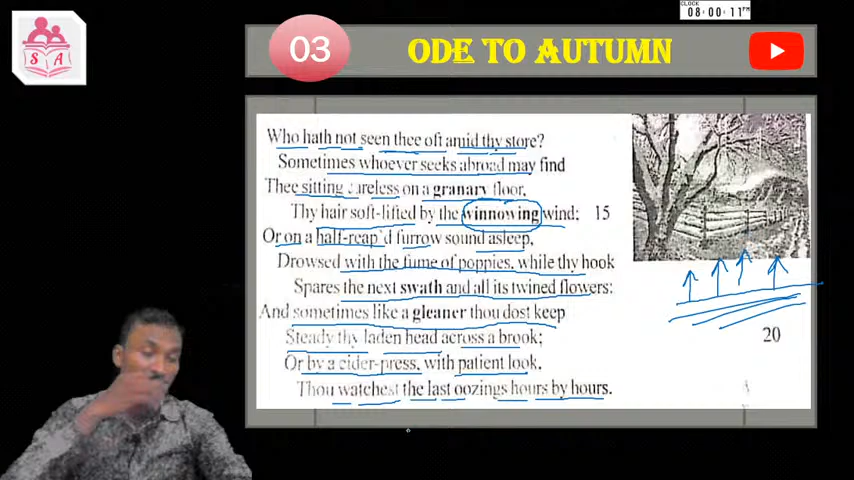 CLOCK
08:00:11PM
S A
03
ODE TO AUTUMN
Who hath not seen thee oft amid thy store?
Sometimes whoever seeks abroad may find
Thee sitting careless on a granary floor,
Thy hair soft-lifted by the winnowing wind; 15
Or on a half-reap'd furrow sound asleep,
Drowsed with the fume of poppies, while thy hook
Spares the next swath and all its twined flowers:
And sometimes like a gleaner thou dost keep
Steady thy laden head across a brook; 20
Or by a cider-press, with patient look.
Thou watchest the last oozings hours by hours.